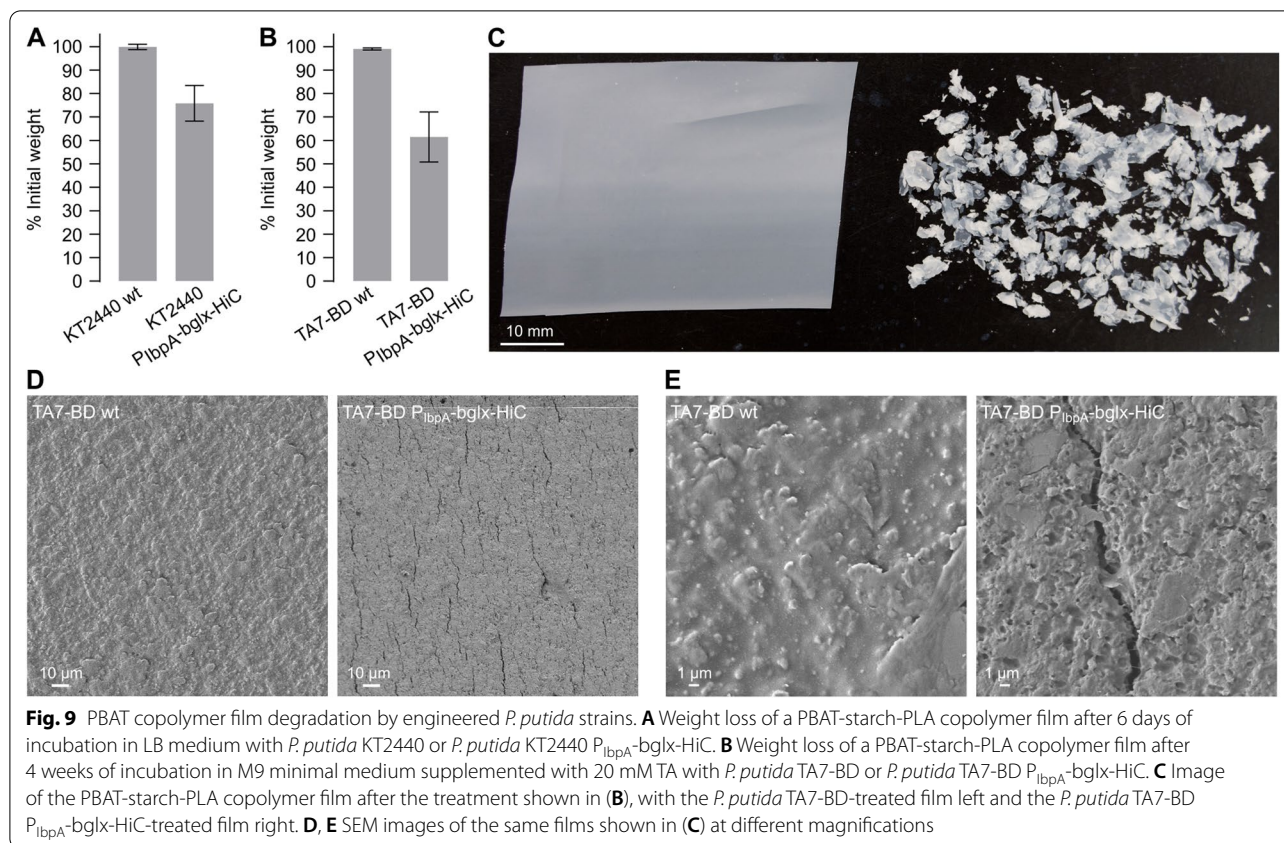 A
% Initial weight
100
90
80
70
60
50
40
30
20
10
0
KT2440 wt
KT2440
PIbpA-bglx-HiC
B
% Initial weight
100
90
80
70
60
50
40
30
20
10
0
TA7-BD wt
TA7-BD
PIbpA-bglx-HiC
C
10 mm
D
TA7-BD wt
10 µm
TA7-BD PIbpA-bglx-HiC
10 µm
E
TA7-BD wt
1 µm
TA7-BD PIbpA-bglx-HiC
1 µm
Fig. 9 PBAT copolymer film degradation by engineered P. putida strains. A Weight loss of a PBAT-starch-PLA copolymer film after 6 days of
incubation in LB medium with P. putida KT2440 or P. putida KT2440 PIbpA-bglx-HiC. B Weight loss of a PBAT-starch-PLA copolymer film after
4 weeks of incubation in M9 minimal medium supplemented with 20 mM TA with P. putida TA7-BD or P. putida TA7-BD PIbpA-bglx-HiC. C Image
of the PBAT-starch-PLA copolymer film after the treatment shown in (B), with the P. putida TA7-BD-treated film left and the P. putida TA7-BD
PIbpA-bglx-HiC-treated film right. D, E SEM images of the same films shown in (C) at different magnifications